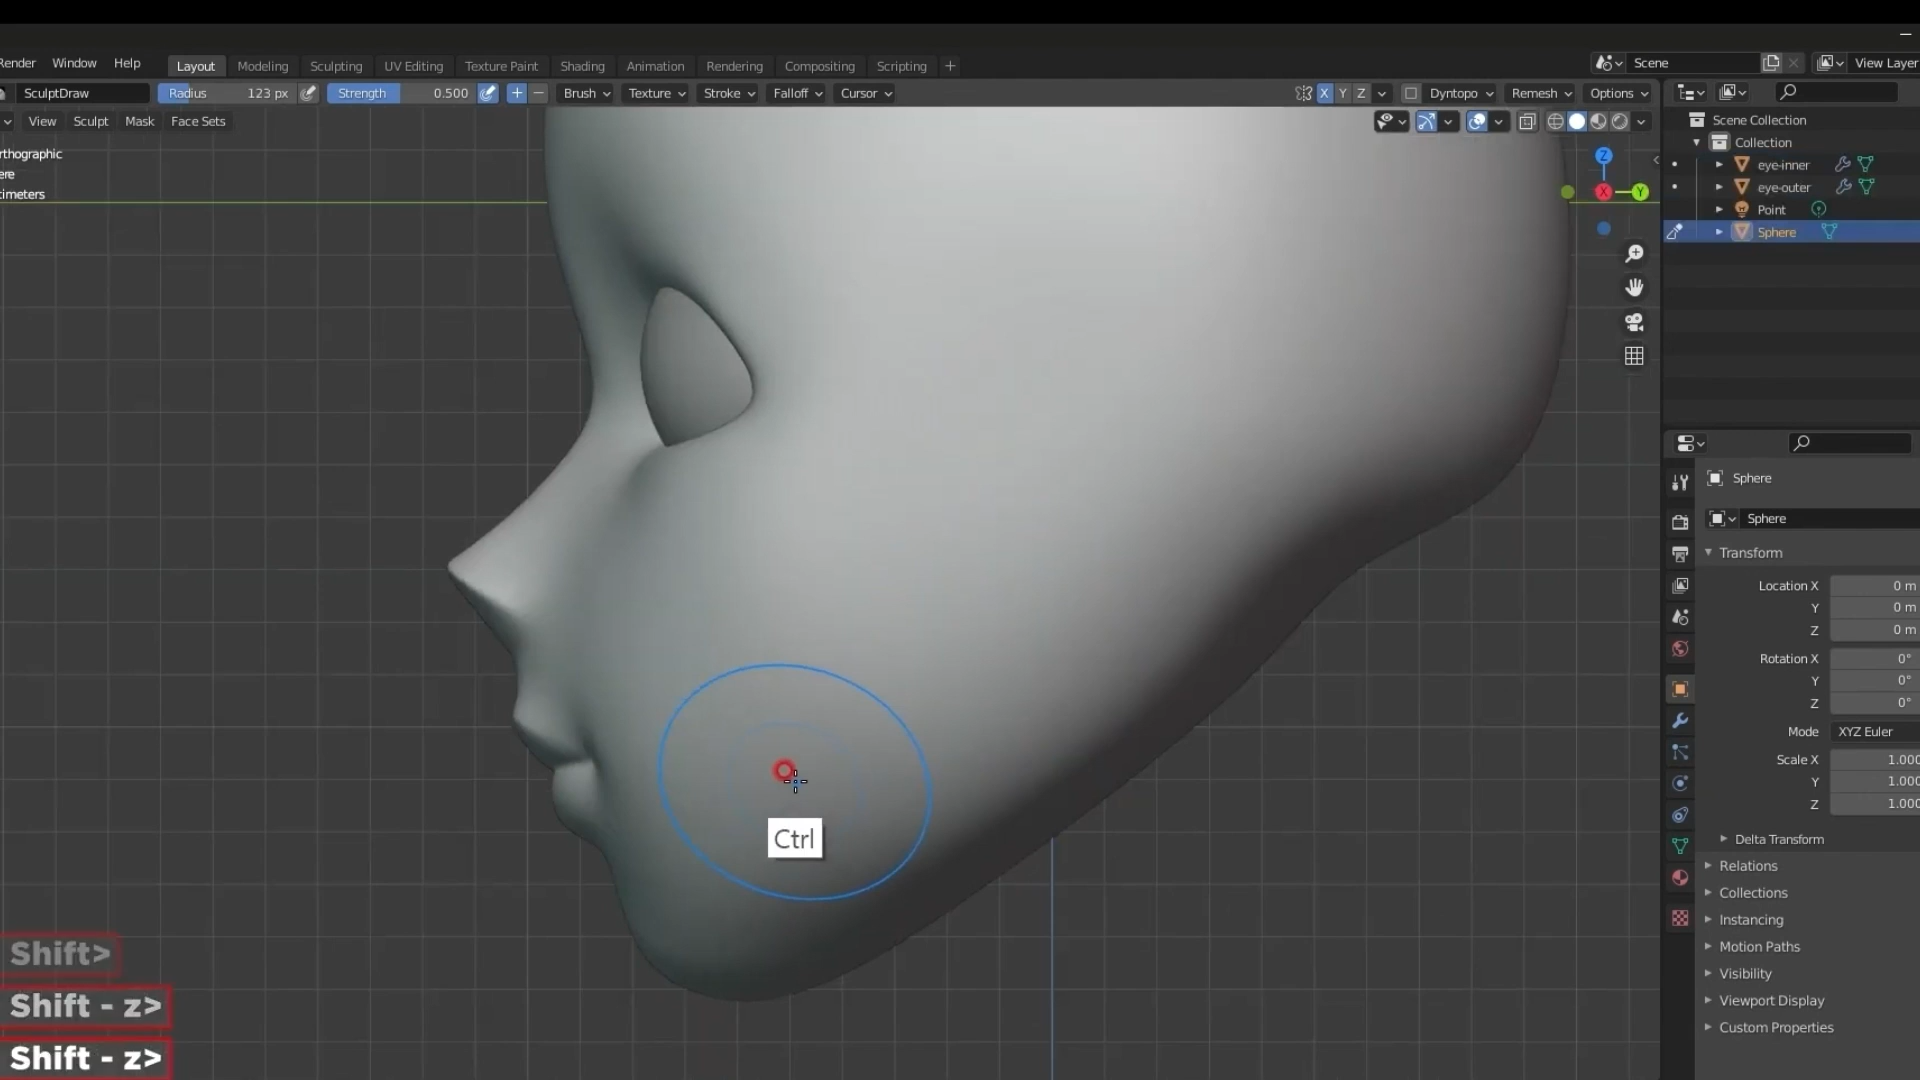 Render Window Help Layout Modeling Sculpting UV Editing Texture Paint Shading Animation Rendering Compositing Scripting + Scene View Layer
SculptDraw Radius 123 px Strength 0.500 + − Brush Texture Stroke Falloff Cursor X Y Z Dyntopo Remesh Options
View Sculpt Mask Face Sets
rthographic
ere
timeters
Z
X
Y
Ctrl
Shift>
Shift - z>
Shift - z>
Scene Collection
Collection
eye-inner
eye-outer
Point
Sphere
Sphere
Sphere
Transform
Location X 0 m
Y 0 m
Z 0 m
Rotation X 0°
Y 0°
Z 0°
Mode XYZ Euler
Scale X 1.000
Y 1.000
Z 1.000
Delta Transform
Relations
Collections
Instancing
Motion Paths
Visibility
Viewport Display
Custom Properties